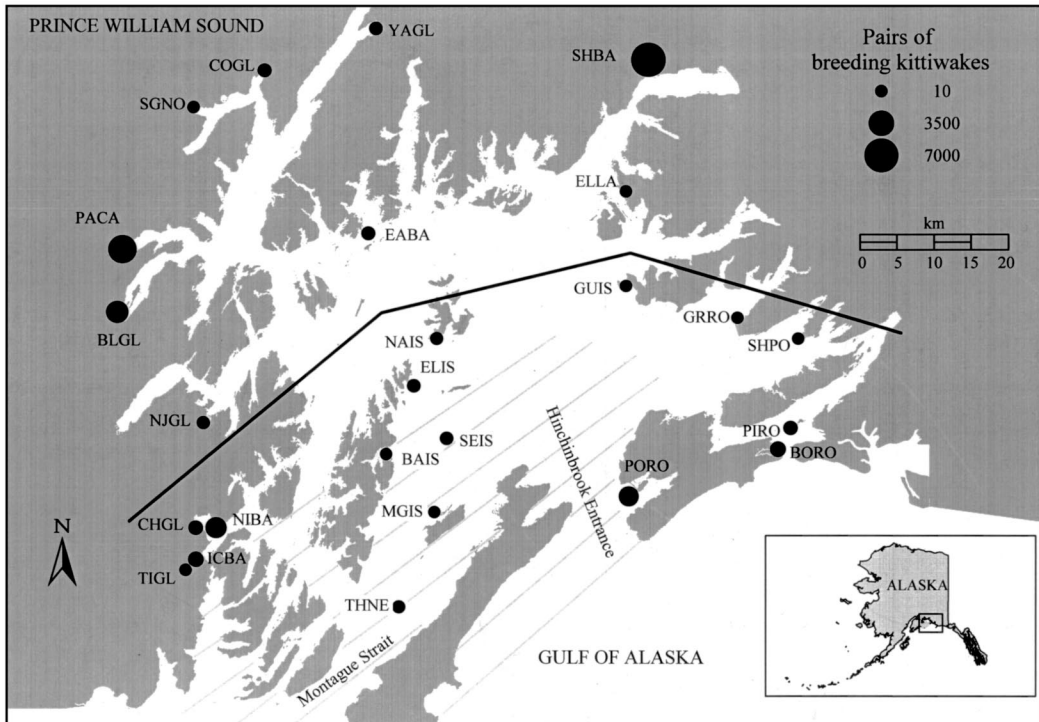 PRINCE WILLIAM SOUND
YAGL
COGL
SHBA
SGNO
Pairs of
breeding kittiwakes
10
3500
7000
ELLA
PACA
EABA
km
0 5 10 15 20
BLGL
GUIS
GRRO
NAIS
SHPO
ELIS
NJGL
Hinchinbrook Entrance
SEIS
PIRO
BAIS
BORO
PORO
MGIS
N
CHGL
NIBA
ICBA
TIGL
ALASKA
THNE
Montague Strait
GULF OF ALASKA